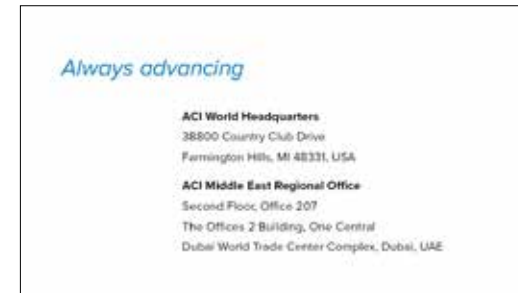 Always advancing
ACI World Headquarters
38800 Country Club Drive
Farmington Hills, MI 48331, USA
ACI Middle East Regional Office
Second Floor, Office 207
The Offices 2 Building, One Central
Dubai World Trade Center Complex, Dubai, UAE